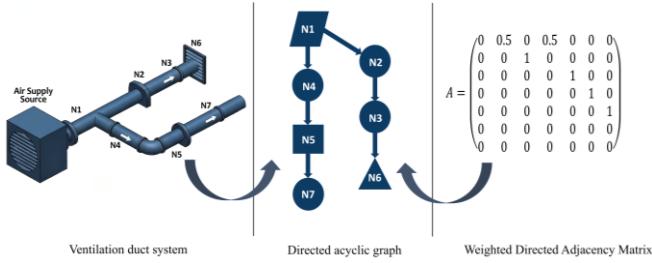 Air Supply
Source
N1
N2
N3
N6
N4
N5
N7
N1
N2
N4
N3
N5
N6
N7
A =
0 0.5 0 0.5 0 0 0
0 0 1 0 0 0 0
0 0 0 0 0 1 0
0 0 0 0 1 0
0 0 0 0 0 0 1
0 0 0 0 0 0 0
0 0 0 0 0 0 0
Ventilation duct system
Directed acyclic graph
Weighted Directed Adjacency Matrix